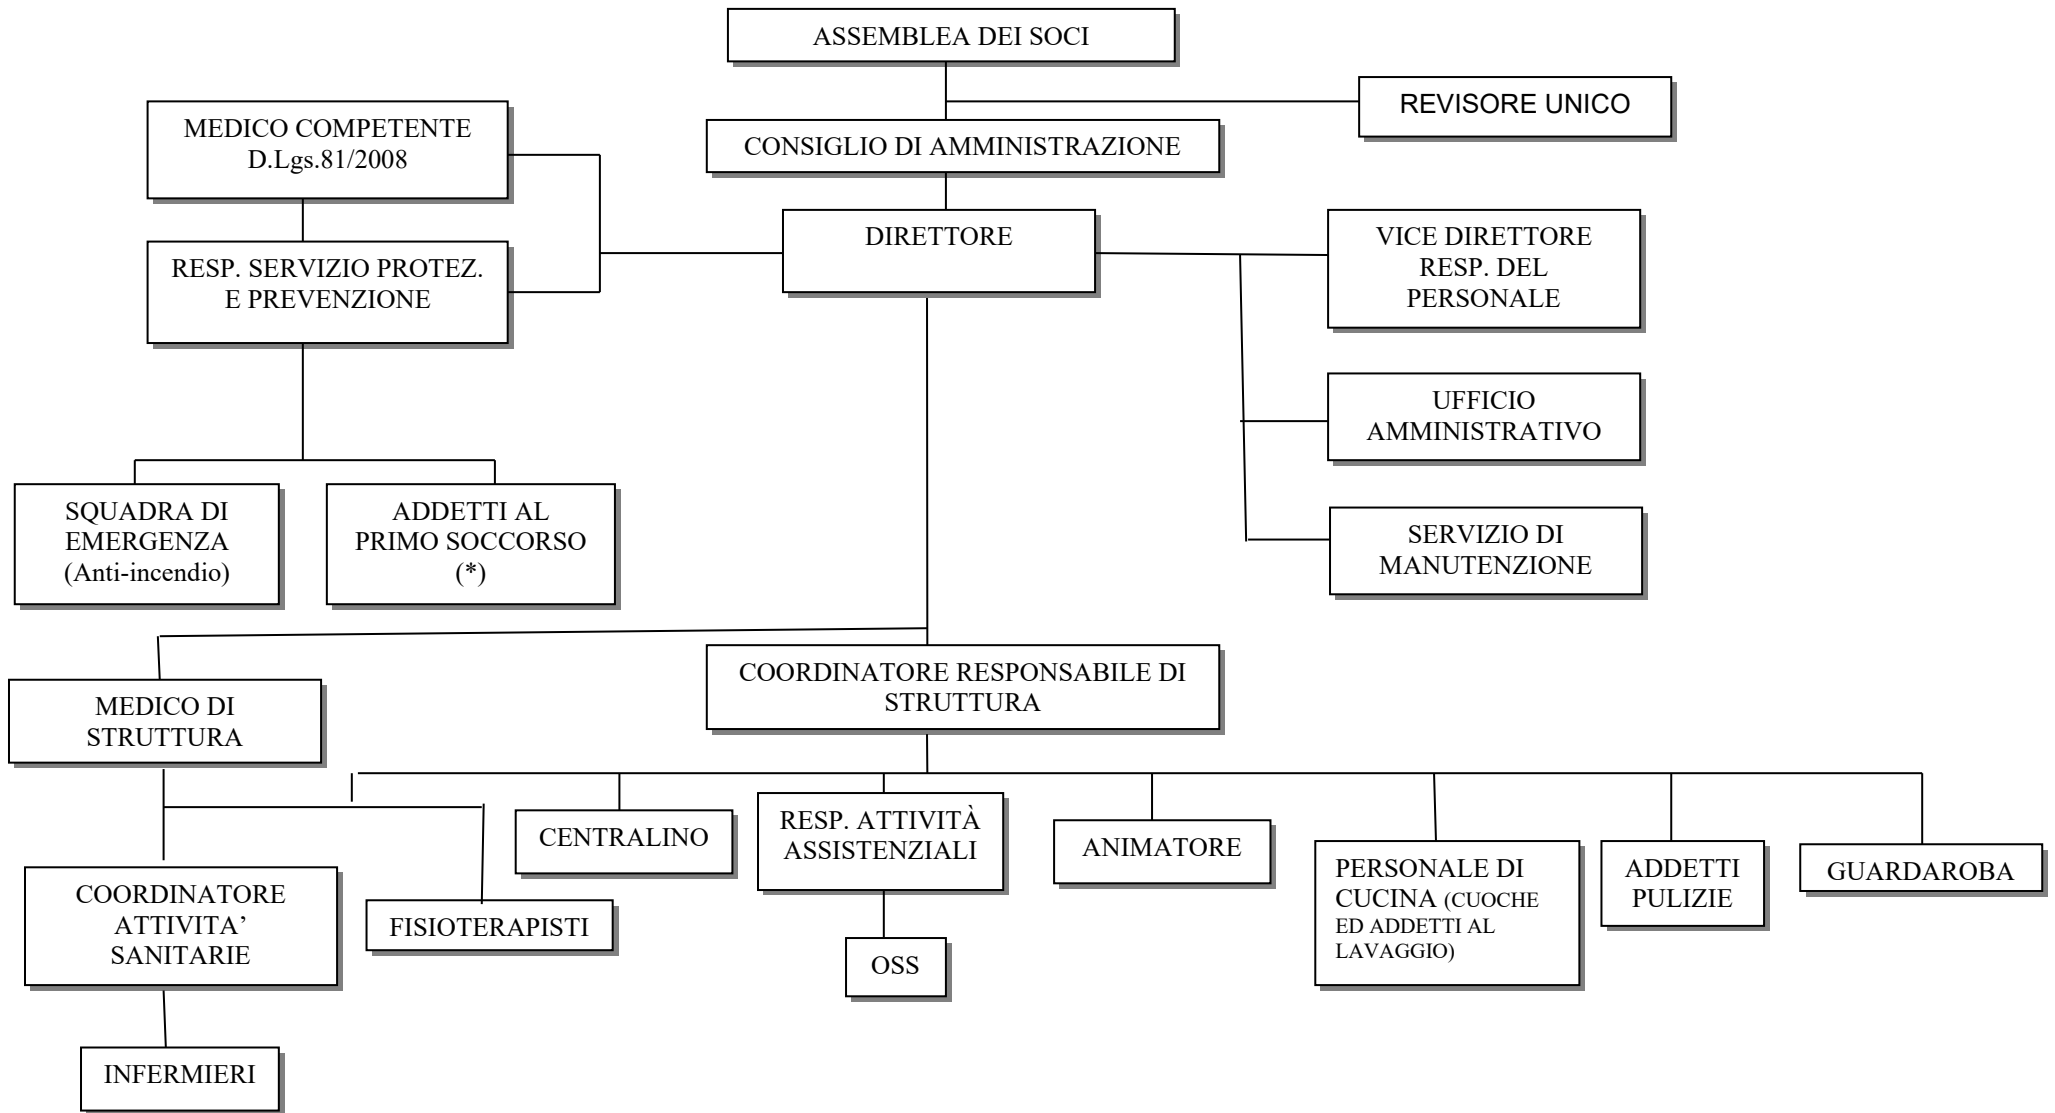 ASSEMBLEA DEI SOCI
REVISORE UNICO
MEDICO COMPETENTE
D.Lgs.81/2008
CONSIGLIO DI AMMINISTRAZIONE
DIRETTORE
VICE DIRETTORE
RESP. DEL
PERSONALE
RESP. SERVIZIO PROTEZ.
E PREVENZIONE
UFFICIO
AMMINISTRATIVO
SQUADRA DI
EMERGENZA
(Anti-incendio)
ADDETTI AL
PRIMO SOCCORSO
(*)
SERVIZIO DI
MANUTENZIONE
COORDINATORE RESPONSABILE DI
STRUTTURA
MEDICO DI
STRUTTURA
CENTRALINO
RESP. ATTIVITÀ
ASSISTENZIALI
ANIMATORE
PERSONALE DI
CUCINA (CUOCHE
ED ADDETTI AL
LAVAGGIO)
ADDETTI
PULIZIE
GUARDAROBA
COORDINATORE
ATTIVITA’
SANITARIE
FISIOTERAPISTI
OSS
INFERMIERI